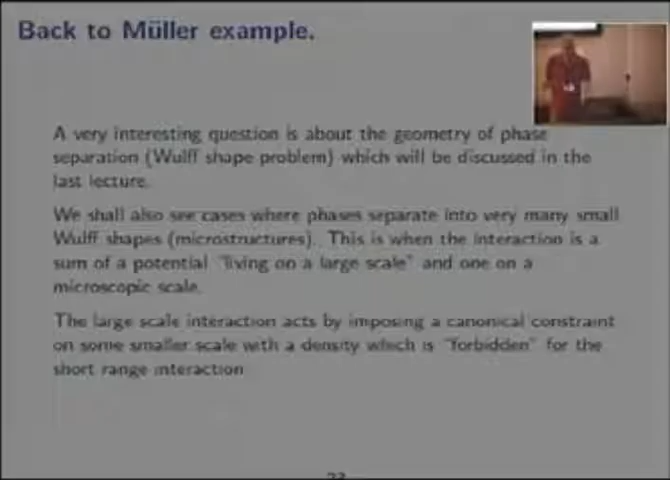 Back to Müller example.
A very interesting question is about the geometry of phase
separation (Wulff shape problem) which will be discussed in the
last lecture.
We shall also see cases where phases separate into very many small
Wulff shapes (microstructures). This is when the interaction is a
sum of a potential "living on a large scale" and one on a
microscopic scale.
The large scale interaction acts by imposing a canonical constraint
on some smaller scale with a density which is "forbidden" for the
short range interaction